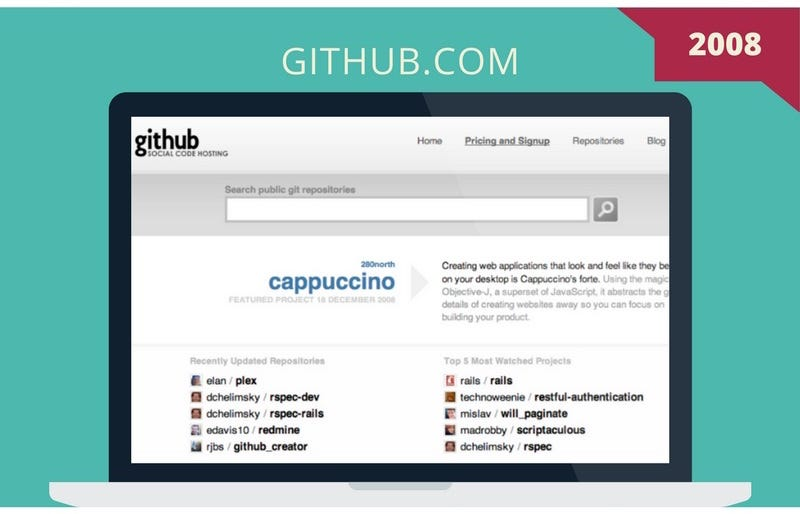 2008
GITHUB.COM
github
SOCIAL CODE HOSTING
Home Pricing and Signup Repositories Blog
Search public git repositories
280north
cappuccino
FEATURED PROJECT 18 DECEMBER 2008
Creating web applications that look and feel like they be
on your desktop is Cappuccino's forte. Using the magic
Objective-J, a superset of JavaScript, it abstracts the g
details of creating websites away so you can focus on
building your product.
Recently Updated Repositories
elan / plex
dchelimsky / rspec-dev
dchelimsky / rspec-rails
edavis10 / redmine
rjbs / github_creator
Top 5 Most Watched Projects
rails / rails
technoweenie / restful-authentication
mislav / will_paginate
madrobby / scriptaculous
dchelimsky / rspec